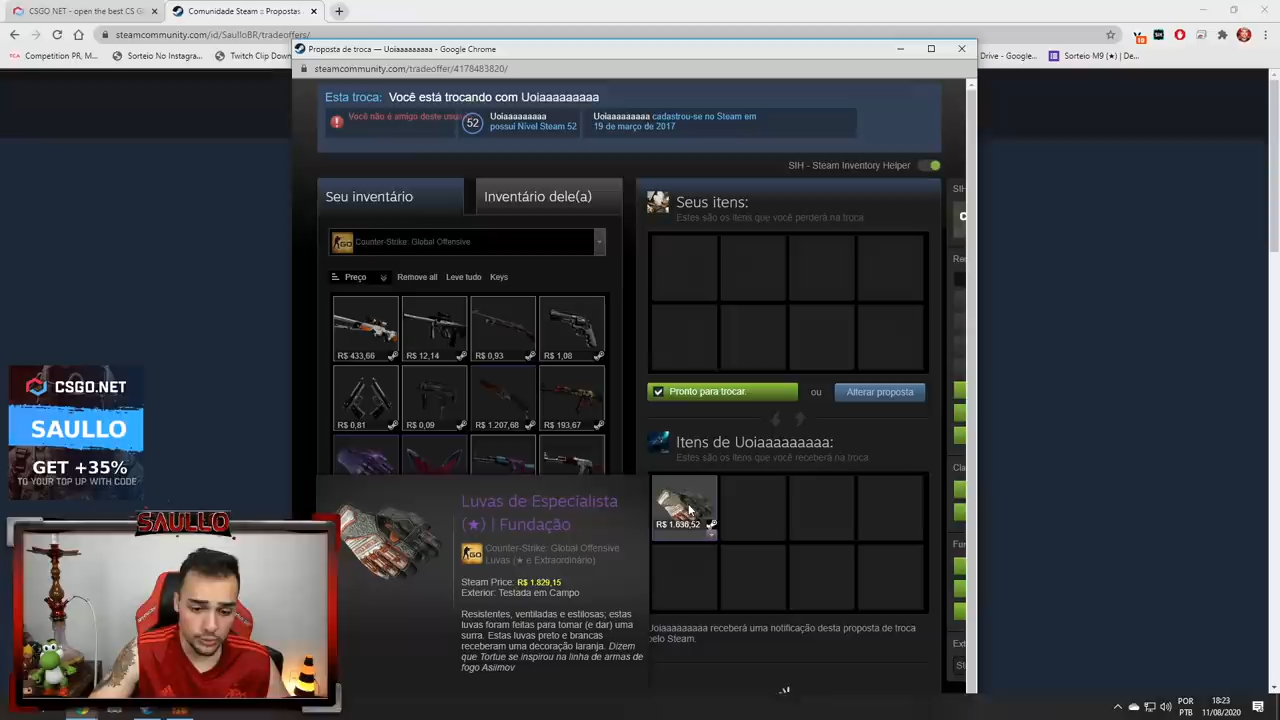 CSGO NET - O melhor site de CS G
Comunidade Steam :: Propostas
steamcommunity.com/id/SaulloBR/tradeoffers/
Competition PR, M...
Sorteio No Instagra...
Twitch Clip Down
Drive - Google...
Sorteio M9 (★) | De...
Proposta de troca — Uoiaaaaaaaaa - Google Chrome
steamcommunity.com/tradeoffer/4178483820/
Esta troca: Você está trocando com Uoiaaaaaaaaa
Você não é amigo deste usu
52
Uoiaaaaaaaaa
possui Nível Steam 52
Uoiaaaaaaaaa cadastrou-se no Steam em
19 de março de 2017
SIH - Steam Inventory Helper
Seu inventário
Inventário dele(a)
Counter-Strike: Global Offensive
Preço
Remove all
Leve tudo
Keys
R$ 433,66
R$ 12,14
R$ 0,93
R$ 1,08
R$ 0,81
R$ 0,09
R$ 1.207,68
R$ 193,67
Seus itens:
Estes são os itens que você perderá na troca
Pronto para trocar.
ou
Alterar proposta
Itens de Uoiaaaaaaaaa:
Estes são os itens que você receberá na troca
R$ 1.636,52
Uoiaaaaaaaaa receberá uma notificação desta proposta de troca
pelo Steam.
Luvas de Especialista
(★) | Fundação
Counter-Strike: Global Offensive
Luvas (★ e Extraordinário)
Steam Price: R$ 1.829,15
Exterior: Testada em Campo
Resistentes, ventiladas e estilosas; estas
luvas foram feitas para tomar (e dar) uma
surra. Estas luvas preto e brancas
receberam uma decoração laranja. Dizem
que Tortue se inspirou na linha de armas de
fogo Asiimov
CSGO.NET
SAULLO
GET +35%
TO YOUR TOP UP WITH CODE
SAULLO
POR
PTB
18:23
11/08/2020